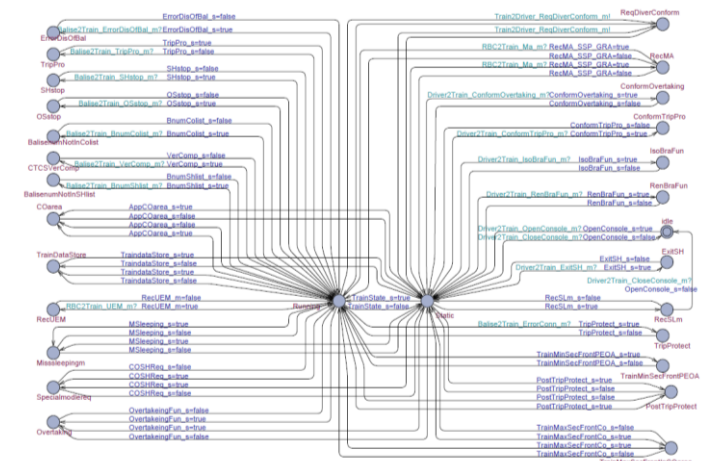 ErrorDisOfBal_s=false
Balise2Train_ErrorDisOfBal_m? ErrorDisOfBal_s=true
ErrorDisOfBal
TripPro_s=true
Balise2Train_TripPro_m? TripPro_s=false
TripPro
SHstop_s=false
Balise2Train_SHstop_m? SHstop_s=true
SHstop
OSstop_s=false
Balise2Train_OSstop_m? OSstop_s=true
OSstop
BnumColist_s=false
Balise2Train_BnumColist_m? BnumColist_s=true
BalisenumNotInColist
VerComp_s=false
Balise2Train_VerComp_m? VerComp_s=true
CTCSVerComp
BnumShlist_s=false
Balise2Train_BnumShlist_m? BnumShlist_s=true
BalisenumNotInSHlist
COarea
AppCOarea_s=true
AppCOarea_s=false
AppCOarea_s=false
AppCOarea_s=true
TrainDataStore
TraindataStore_s=true
TraindataStore_s=false
TraindataStore_s=true
TraindataStore_s=false
RecUEM_m=false
RBC2Train_UEM_m? RecUEM_m=true
RecUEM
MSleeping_s=true
MSleeping_s=false
MSleeping_s=true
MSleeping_s=false
Misssleepingm
COSHReq_s=false
COSHReq_s=true
COSHReq_s=true
COSHReq_s=false
Specialmodiereq
OvertakeingFun_s=false
OvertakeingFun_s=true
OvertakeingFun_s=true
OvertakeingFun_s=false
Overtaking
Running
TrainState_s=true
TrainState_s=false
Static
ReqDiverConform
Train2Driver_ReqDiverConform_m!
Train2Driver_ReqDiverConform_m!
RBC2Train_Ma_m? RecMA_SSP_GRA=true
RecMA_SSP_GRA=false
RecMA
RBC2Train_Ma_m? RecMA_SSP_GRA=true
RecMA_SSP_GRA=false
ConformOvertaking
Driver2Train_ConformOvertaking_m? ConformOvertaking_s=true
ConformOvertaking_s=false
ConformTripPro
ConformTripPro_s=false
Driver2Train_ConformTripPro_m? ConformTripPro_s=true
IsoBraFun
Driver2Train_IsoBraFun_m? IsoBraFun_s=true
IsoBraFun_s=false
RenBraFun
Driver2Train_RenBraFun_m? RenBraFun_s=true
RenBraFun_s=false
idle
Driver2Train_OpenConsole_m? OpenConsole_s=true
Driver2Train_CloseConsole_m? OpenConsole_s=false
ExitSH
ExitSH_s=false
Driver2Train_ExitSH_m? ExitSH_s=true
Driver2Train_CloseConsole_m?
OpenConsole_s=false
RecSLm_s=true
RecSLm_s=false
RecSLm
Balise2Train_ErrorConn_m? TripProtect_s=true
TripProtect_s=false
TripProtect
TrainMinSecFrontPEOA_s=true
TrainMinSecFrontPEOA_s=false
TrainMinSecFrontPEOA
PostTripProtect_s=true
PostTripProtect_s=false
PostTripProtect_s=false
PostTripProtect_s=true
PostTripProtect
TrainMaxSecFrontCo_s=false
TrainMaxSecFrontCo_s=true
TrainMaxSecFrontCo_s=true
TrainMaxSecFrontCo_s=false